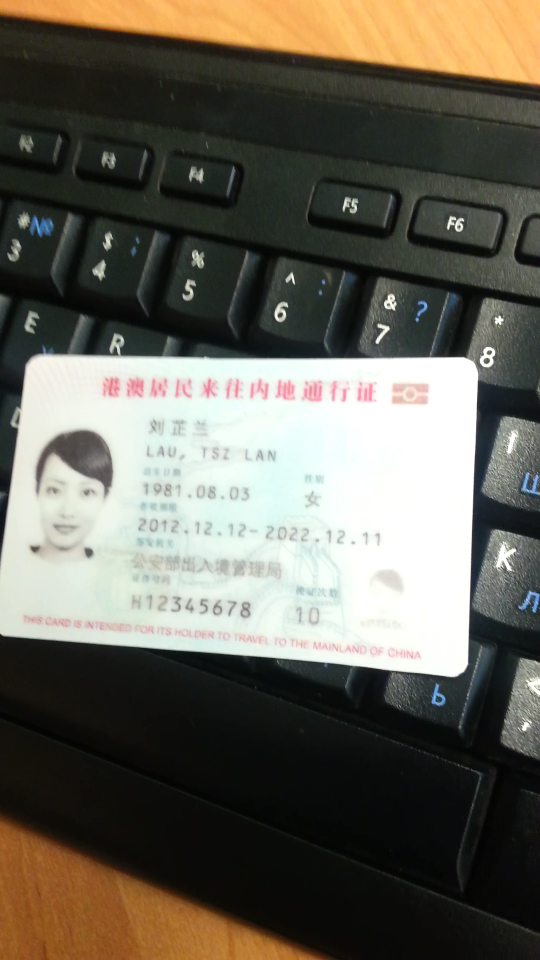 F2 F3 F4 F5 F6
# № $ ; % ^ : & ? *
3 4 5 6 7 8
E R
港澳居民来往内地通行证
刘芷兰
LAU, TSZ LAN
出生日期 性别
1981.08.03 女
有效期限
2012.12.12-2022.12.11
签发机关
公安部出入境管理局
证件号码 换证次数
H12345678 10
THIS CARD IS INTENDED FOR ITS HOLDER TO TRAVEL TO THE MAINLAND OF CHINA
I Ш
K Л
Ь
< ,